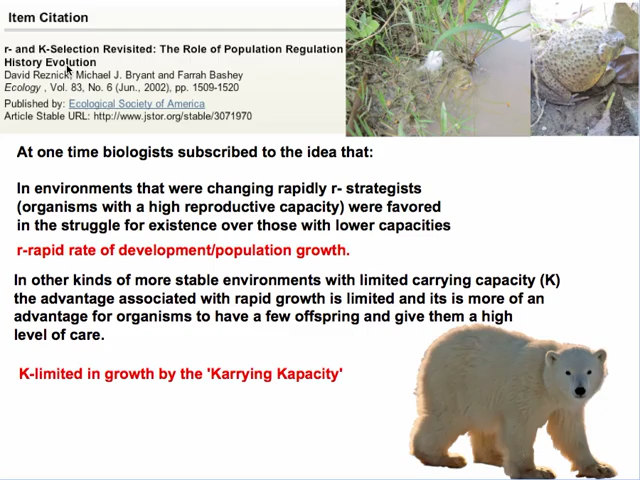 Item Citation
r- and K-Selection Revisited: The Role of Population Regulation
History Evolution
David Reznick, Michael J. Bryant and Farrah Bashey
Ecology , Vol. 83, No. 6 (Jun., 2002), pp. 1509-1520
Published by: Ecological Society of America
Article Stable URL: http://www.jstor.org/stable/3071970
At one time biologists subscribed to the idea that:
In environments that were changing rapidly r- strategists
(organisms with a high reproductive capacity) were favored
in the struggle for existence over those with lower capacities
r-rapid rate of development/population growth.
In other kinds of more stable environments with limited carrying capacity (K)
the advantage associated with rapid growth is limited and its is more of an
advantage for organisms to have a few offspring and give them a high
level of care.
K-limited in growth by the 'Karrying Kapacity'